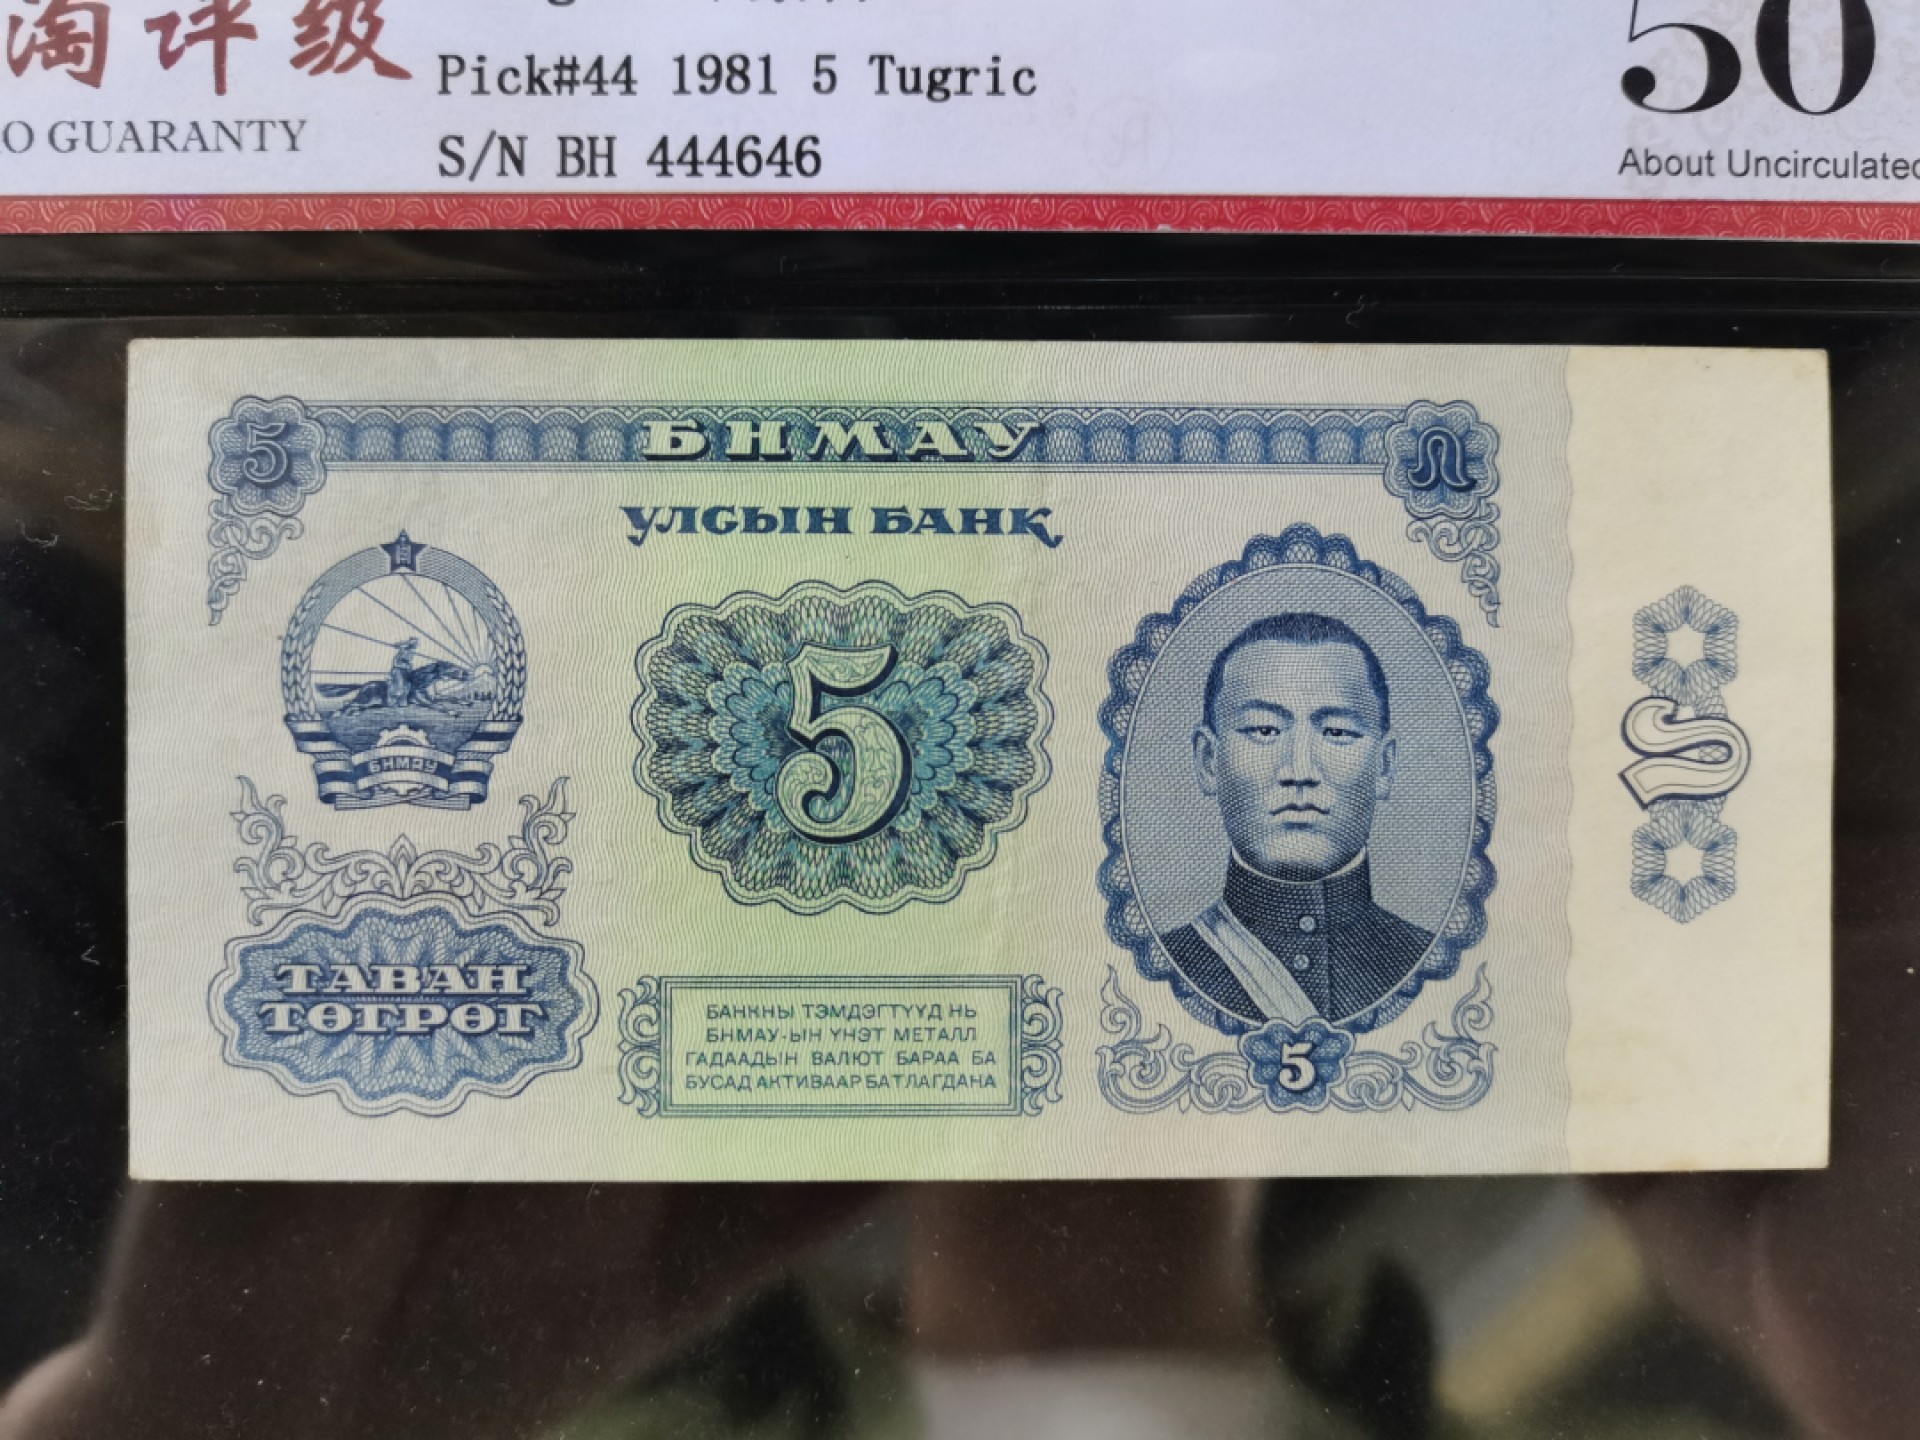 淘评级
O GUARANTY
Pick#44 1981 5 Tugric
S/N BH 444646
50
About Uncirculated
5
БНМАУ
УЛСЫН БАНК
БНМАУ
5
ТАВАН
ТӨГРӨГ
БАНКНЫ ТЭМДЭГТҮҮД НЬ
БНМАУ-ЫН ҮНЭТ МЕТАЛЛ
ГАДААДЫН ВАЛЮТ БАРАА БА
БУСАД АКТИВААР БАТЛАГДАНА
5
5